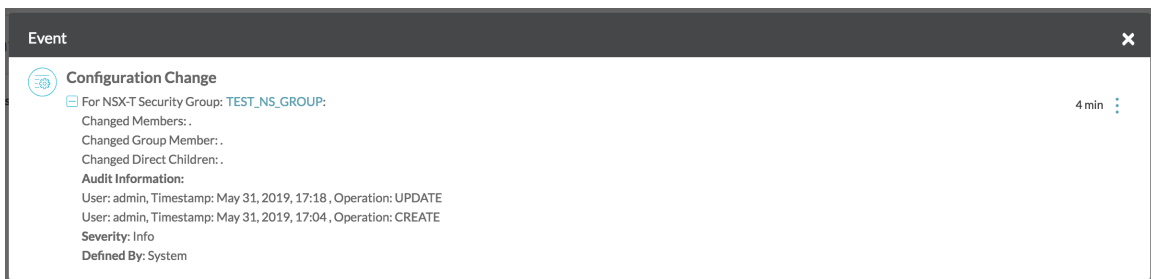 Event
Configuration Change
For NSX-T Security Group: TEST_NS_GROUP:
4 min
Changed Members: .
Changed Group Member: .
Changed Direct Children: .
Audit Information:
User: admin, Timestamp: May 31, 2019, 17:18 , Operation: UPDATE
User: admin, Timestamp: May 31, 2019, 17:04 , Operation: CREATE
Severity: Info
Defined By: System